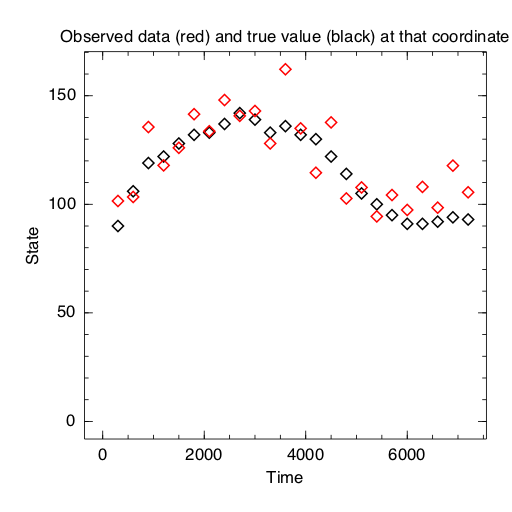 Observed data (red) and true value (black) at that coordinate
150
100
50
0
State
0 2000 4000 6000
Time